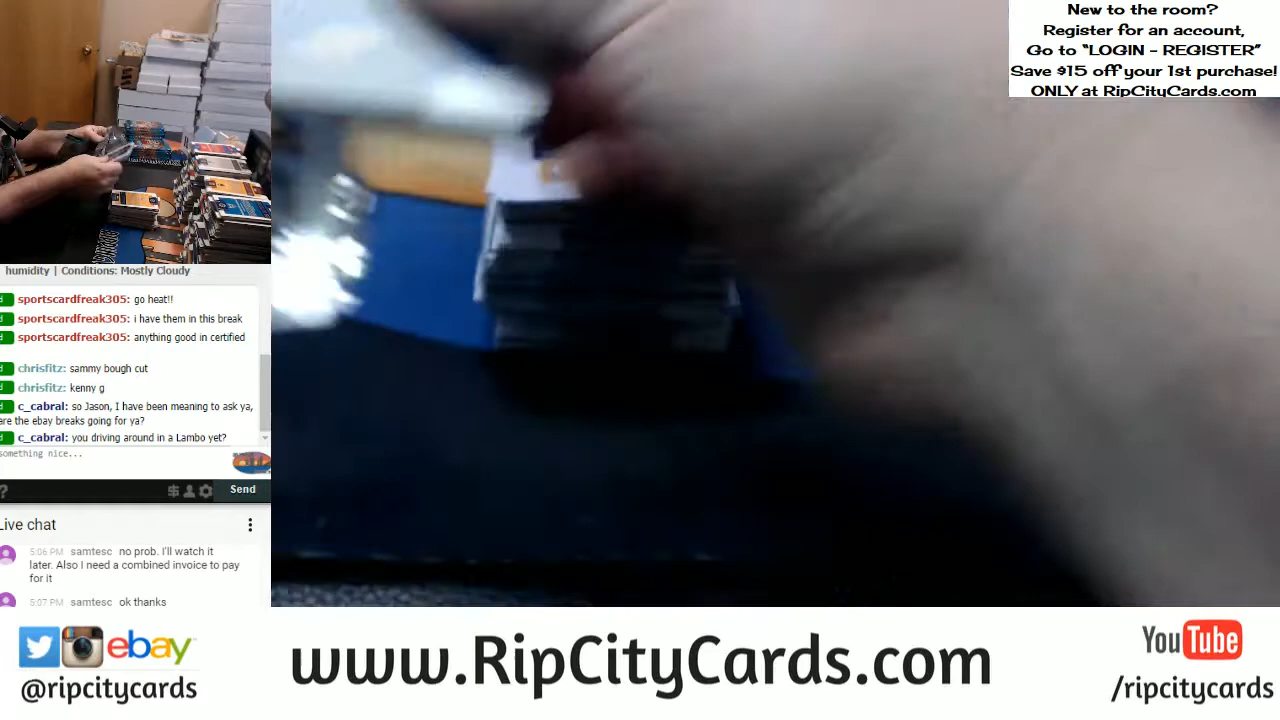 New to the room?
Register for an account,
Go to “LOGIN - REGISTER”
Save $15 off your 1st purchase!
ONLY at RipCityCards.com
humidity | Conditions: Mostly Cloudy
sportscardfreak305: go heat!!
sportscardfreak305: i have them in this break
sportscardfreak305: anything good in certified
chrisfitz: sammy bough cut
chrisfitz: kenny g
c_cabral: so Jason, I have been meaning to ask ya,
are the ebay breaks going for ya?
c_cabral: you driving around in a Lambo yet?
something nice...
? $ Send
Live chat
5:06 PM samtesc no prob. I'll watch it
later. Also I need a combined invoice to pay
for it
5:07 PM samtesc ok thanks
ebay
@ripcitycards
www.RipCityCards.com
YouTube
/ripcitycards